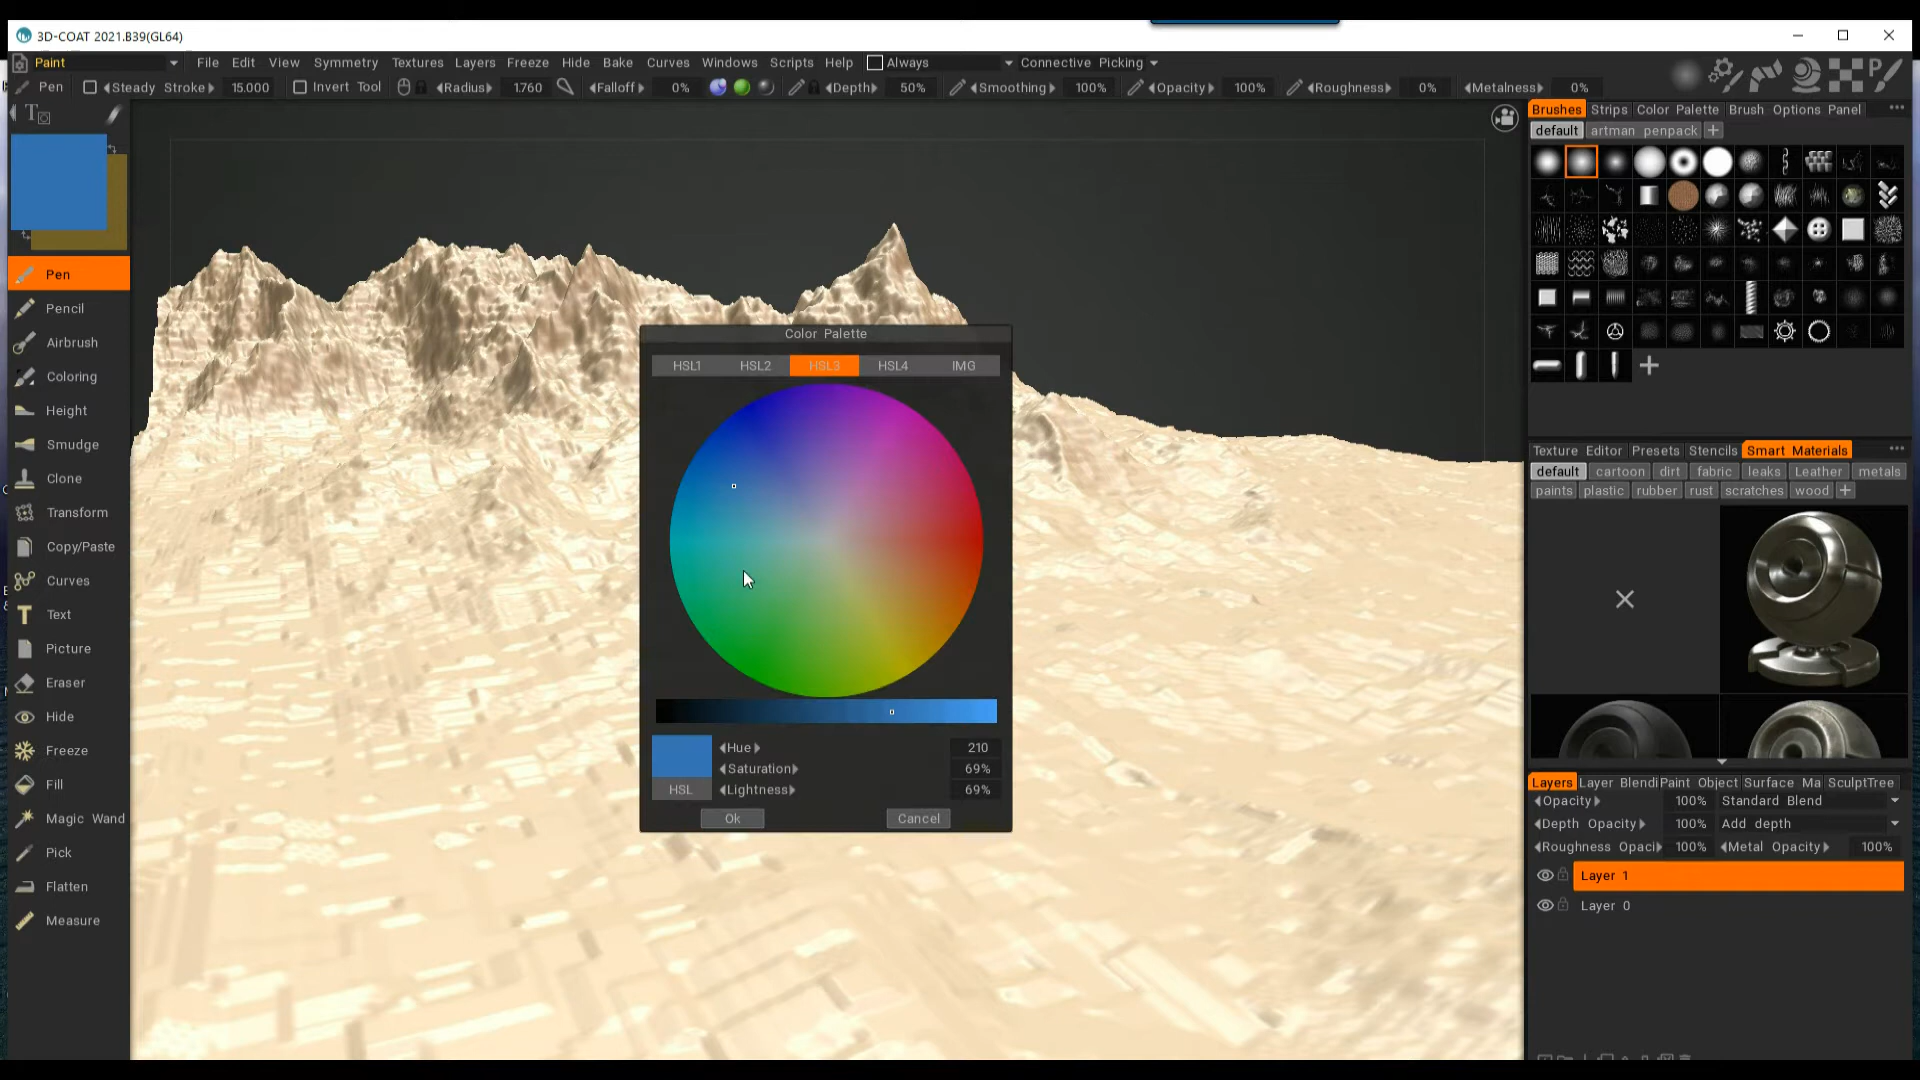 3D-COAT 2021.B39(GL64)
Paint File Edit View Symmetry Textures Layers Freeze Hide Bake Curves Windows Scripts Help Always Connective Picking
Pen Steady Stroke 15.000 Invert Tool Radius 1.760 Falloff 0% Depth 50% Smoothing 100% Opacity 100% Roughness 0% Metalness 0%
Brushes Strips Color Palette Brush Options Panel
default artman penpack
Pen
Pencil
Airbrush
Coloring
Height
Smudge
Clone
Transform
Copy/Paste
Curves
Text
Picture
Eraser
Hide
Freeze
Fill
Magic Wand
Pick
Flatten
Measure
Color Palette
HSL1 HSL2 HSL3 HSL4 IMG
Hue 210
Saturation 69%
HSL Lightness 69%
Ok Cancel
Texture Editor Presets Stencils Smart Materials
default cartoon dirt fabric leaks Leather metals
paints plastic rubber rust scratches wood
Layers Layer Blendi Paint Object Surface Ma SculptTree
Opacity 100% Standard Blend
Depth Opacity 100% Add depth
Roughness Opaci 100% Metal Opacity 100%
Layer 1
Layer 0